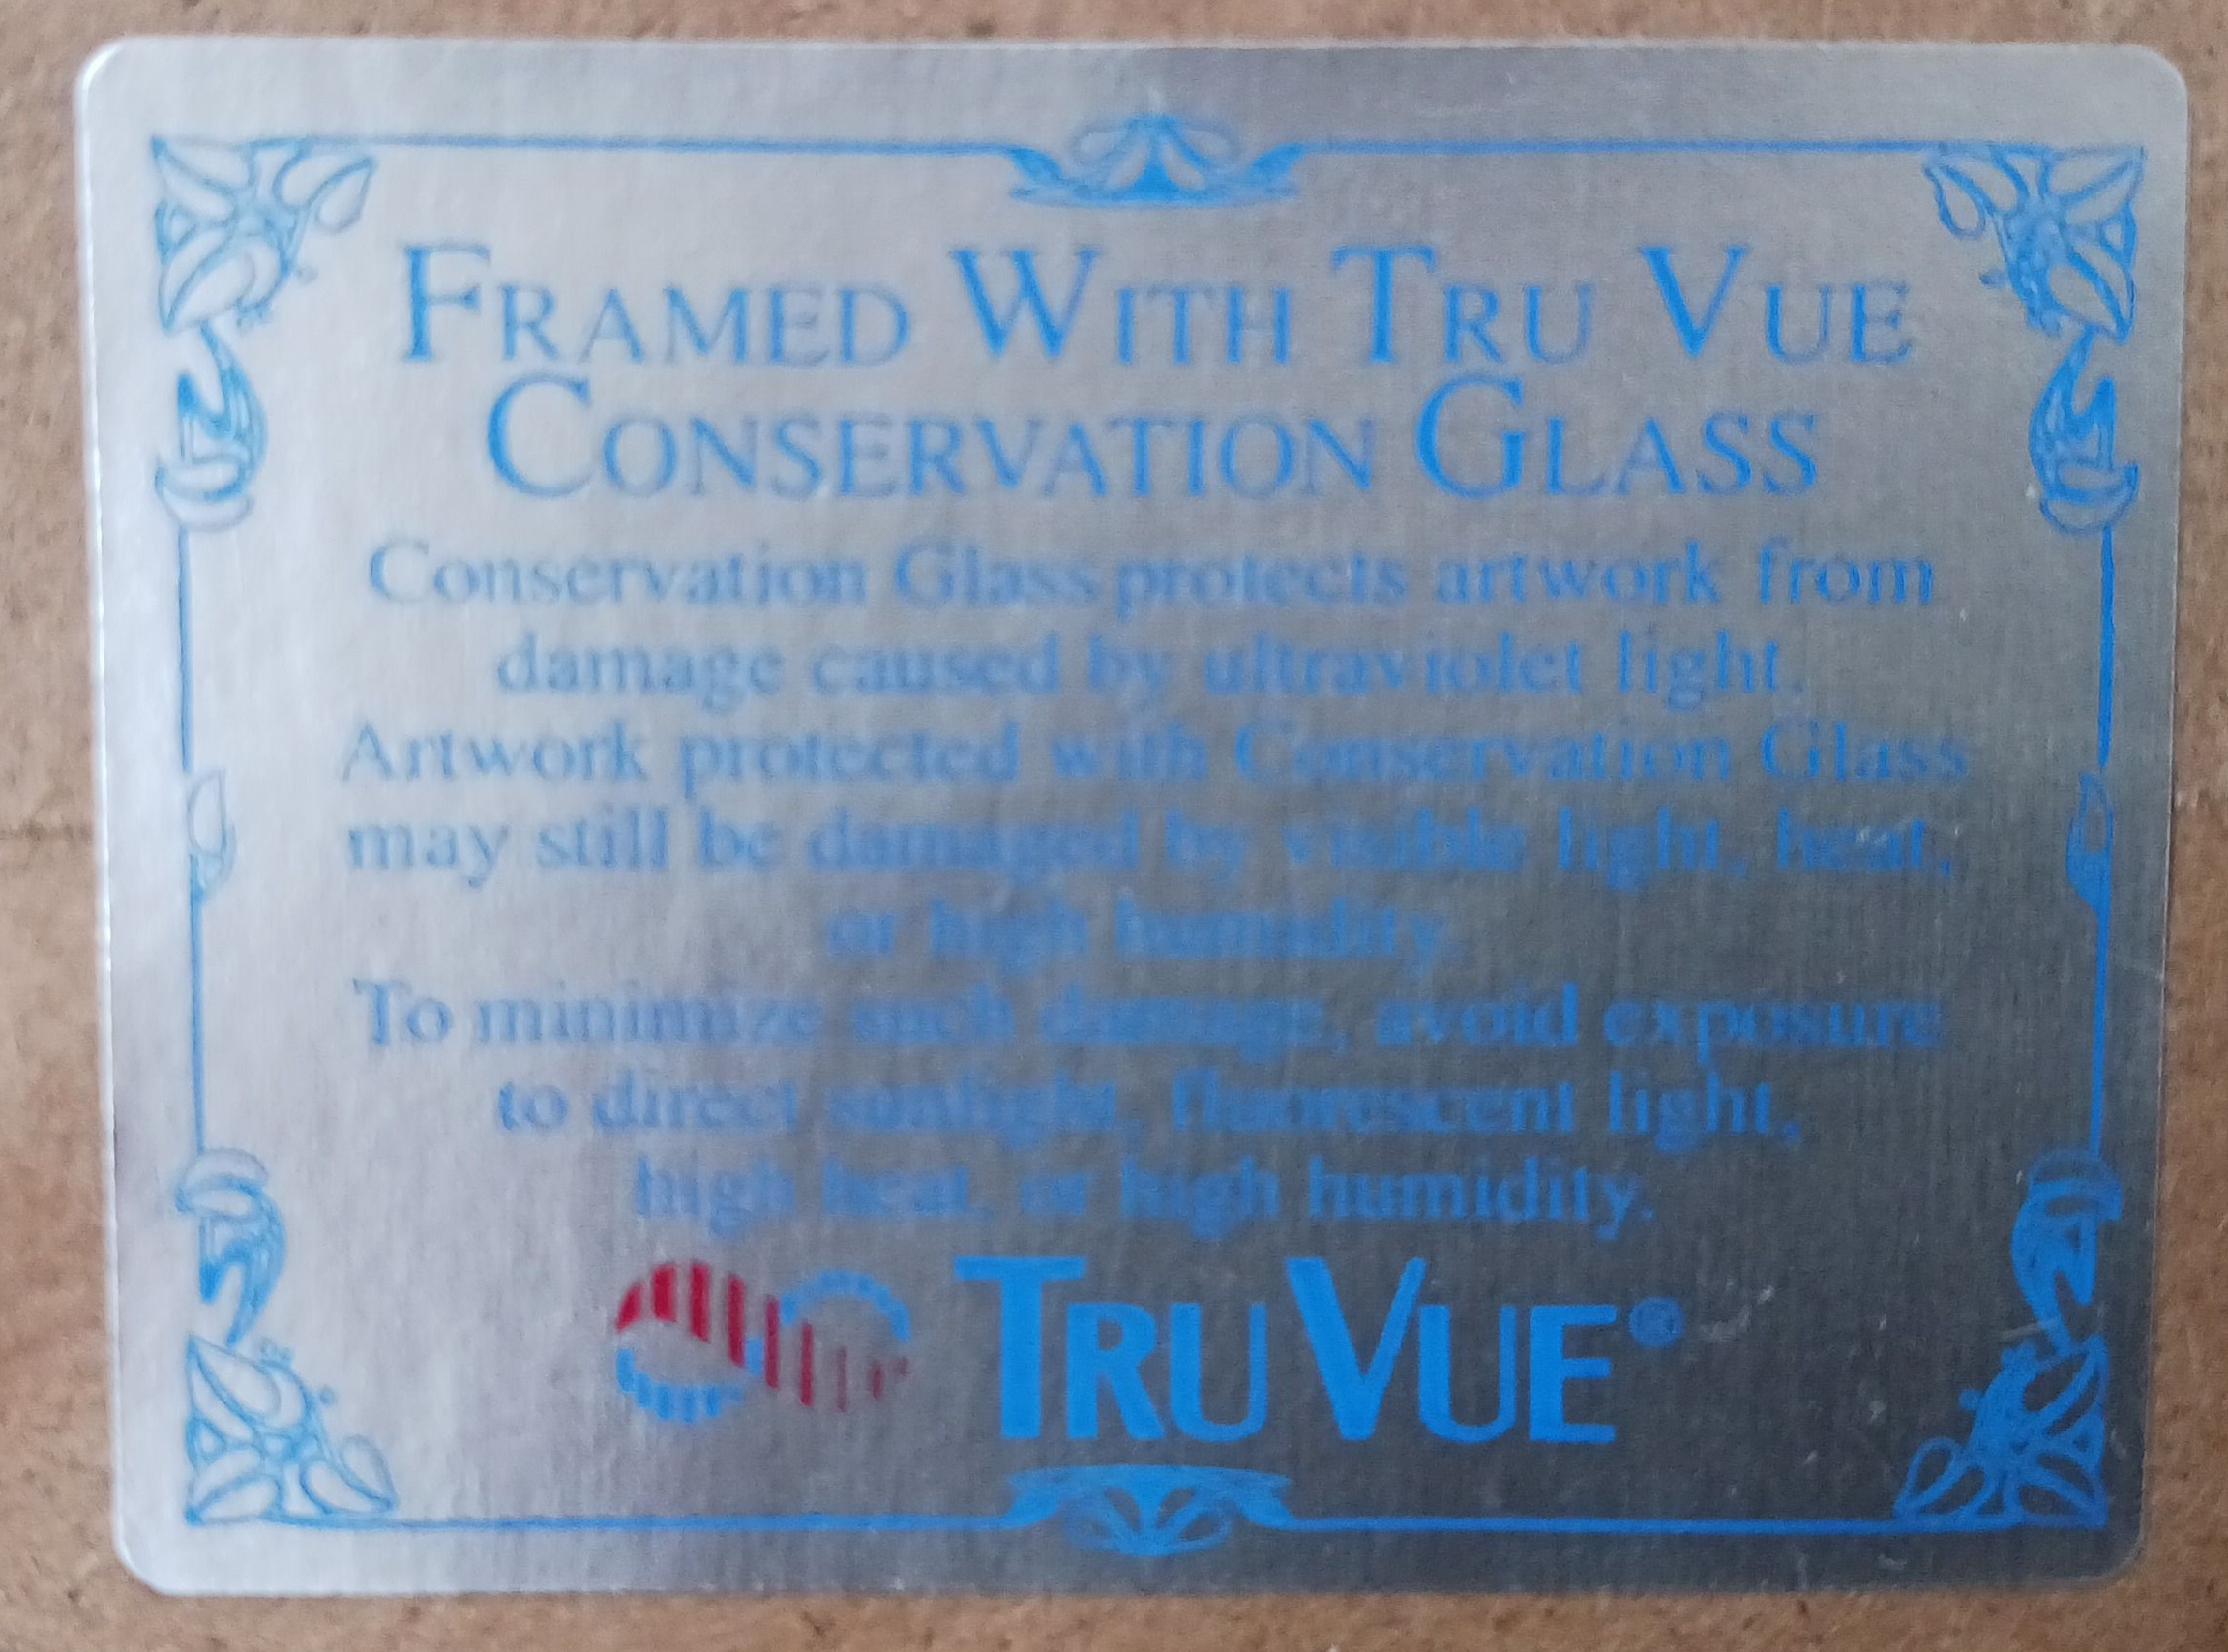 FRAMED WITH TRU VUE
CONSERVATION GLASS
Conservation Glass protects artwork from
damage caused by ultraviolet light.
Artwork protected with Conservation Glass
may still be damaged by visible light, heat,
or high humidity.
To minimize such damage, avoid exposure
to direct sunlight, fluorescent light,
high heat, or high humidity.
TRU VUE®